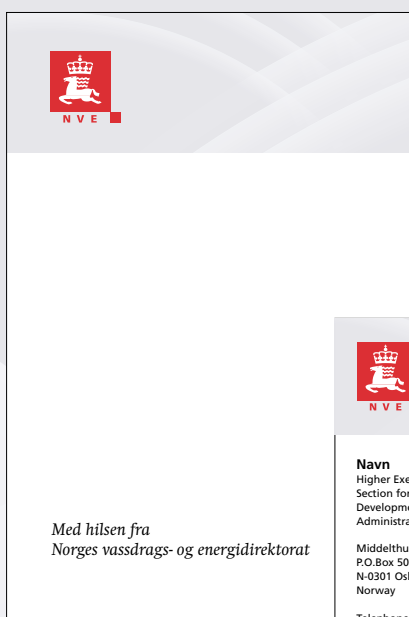 NVE
Med hilsen fra
Norges vassdrags- og energidirektorat
NVE
Navn
Higher Exe
Section for
Developme
Administra
Middelthu
P.O.Box 50
N-0301 Osl
Norway